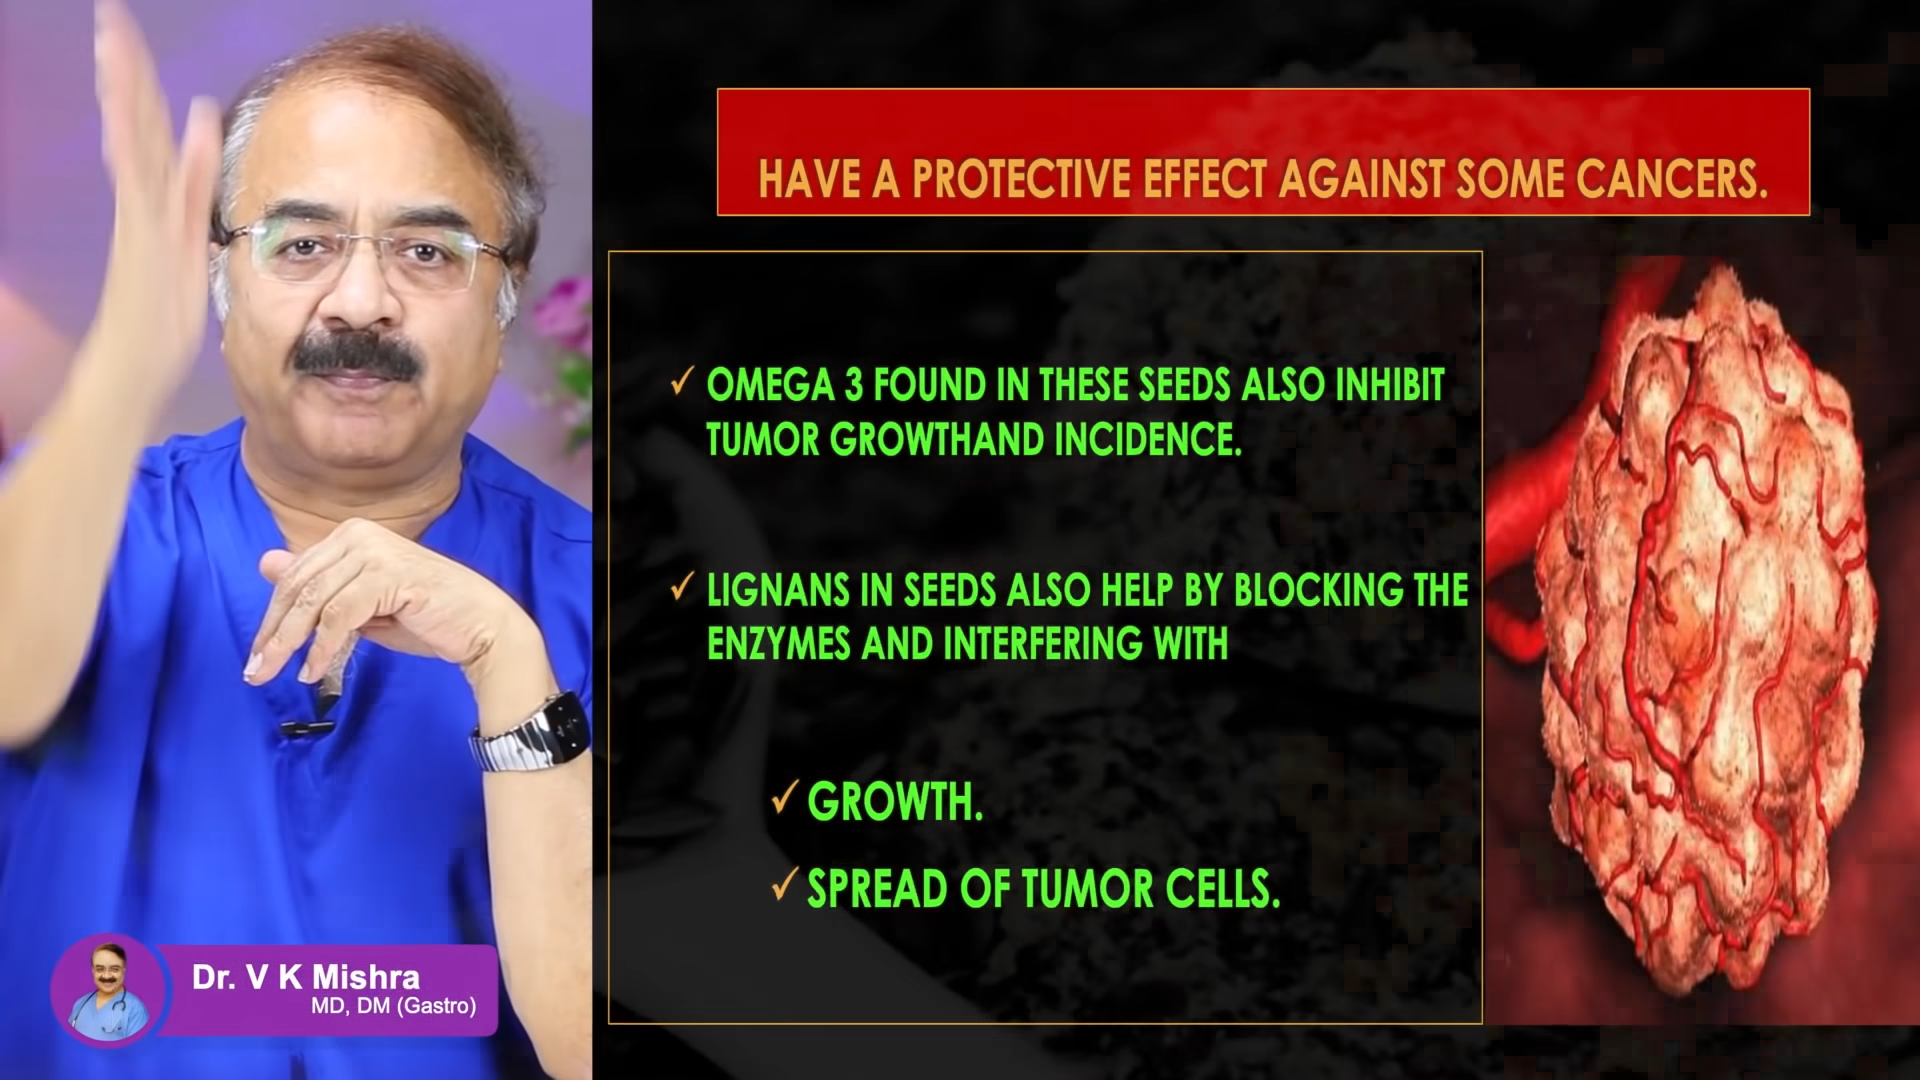 HAVE A PROTECTIVE EFFECT AGAINST SOME CANCERS.
✓ OMEGA 3 FOUND IN THESE SEEDS ALSO INHIBIT
TUMOR GROWTHAND INCIDENCE.
✓ LIGNANS IN SEEDS ALSO HELP BY BLOCKING THE
ENZYMES AND INTERFERING WITH
✓ GROWTH.
✓ SPREAD OF TUMOR CELLS.
Dr. V K Mishra
MD, DM (Gastro)